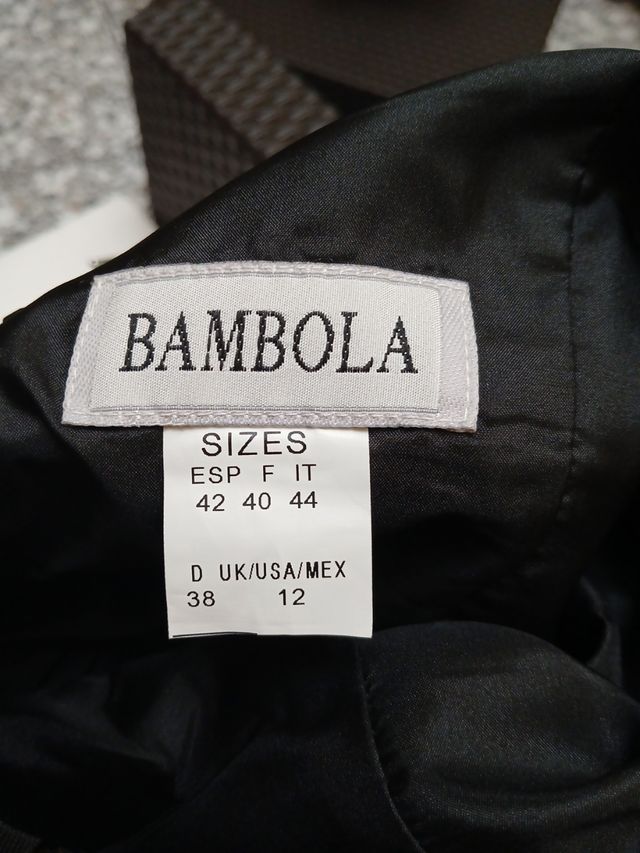 BAMBOLA
SIZES
ESP F IT
42 40 44
D UK/USA/MEX
38 12